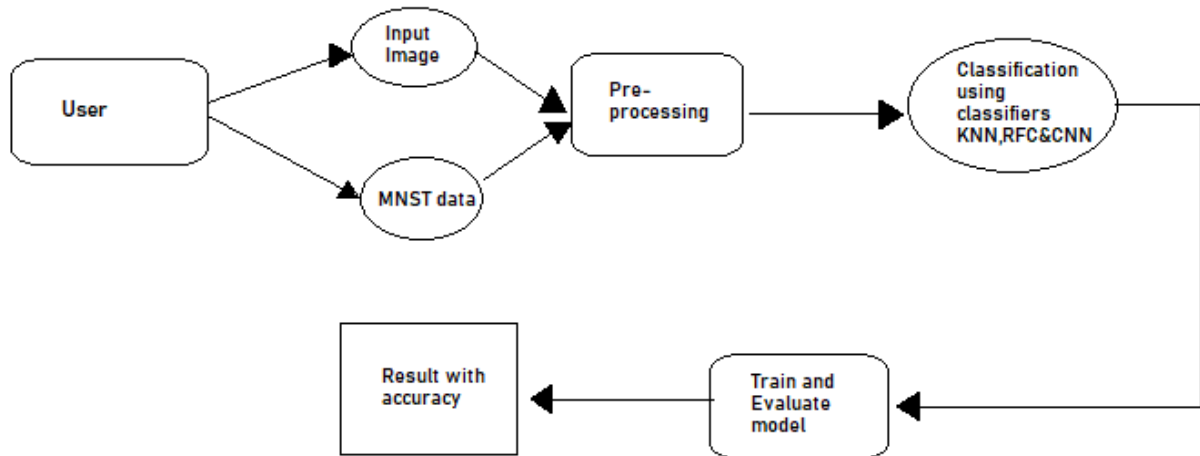 User
Input
Image
MNST data
Pre-
processing
Classification
using
classifiers
KNN,RFC&CNN
Train and
Evaluate
model
Result with
accuracy